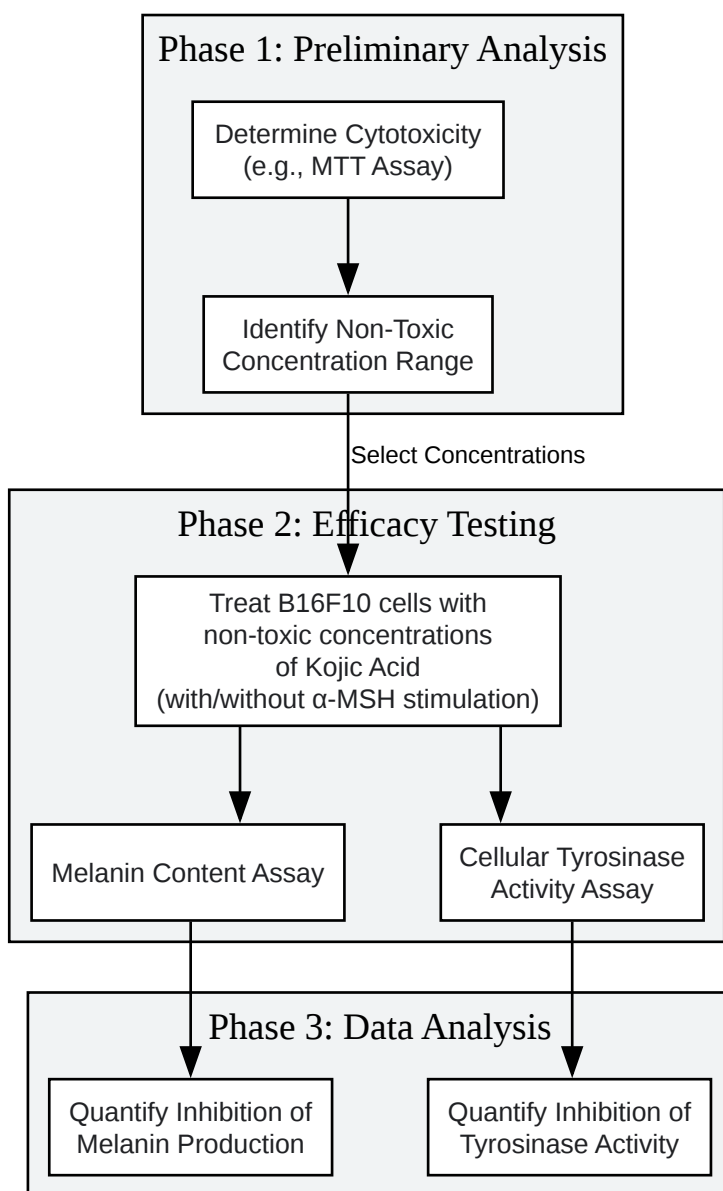 Phase 1: Preliminary Analysis
Determine Cytotoxicity
(e.g., MTT Assay)
Identify Non-Toxic
Concentration Range
Select Concentrations
Phase 2: Efficacy Testing
Treat B16F10 cells with
non-toxic concentrations
of Kojic Acid
(with/without α-MSH stimulation)
Melanin Content Assay
Cellular Tyrosinase
Activity Assay
Phase 3: Data Analysis
Quantify Inhibition of
Melanin Production
Quantify Inhibition of
Tyrosinase Activity